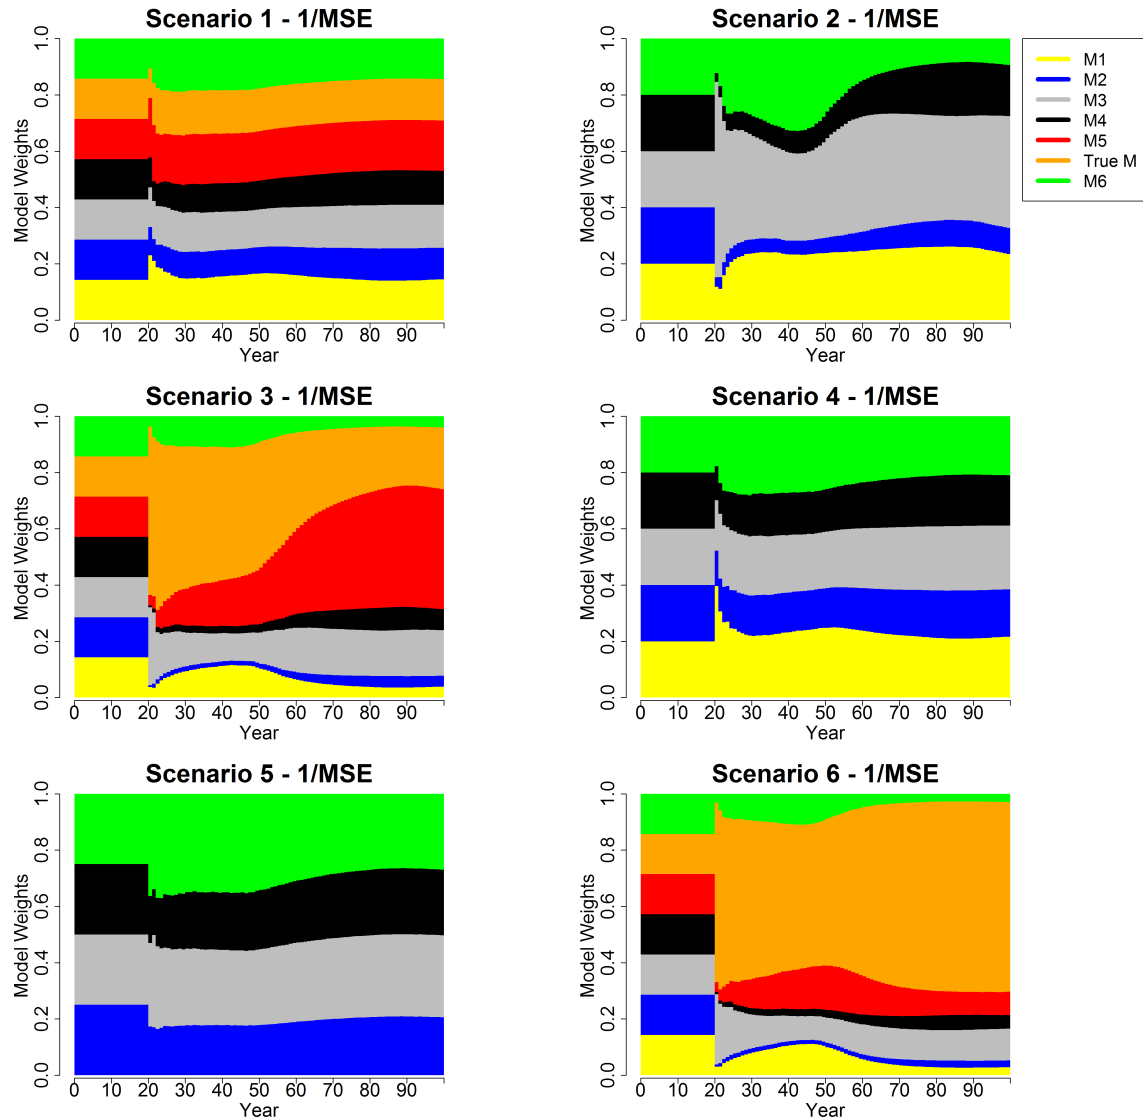 Scenario 1 - 1/MSE
Model Weights
0.0 0.2 0.4 0.6 0.8 1.0
0 10 20 30 40 50 60 70 80 90
Year
Scenario 2 - 1/MSE
Model Weights
0.0 0.2 0.4 0.6 0.8 1.0
0 10 20 30 40 50 60 70 80 90
Year
M1
M2
M3
M4
M5
True M
M6
Scenario 3 - 1/MSE
Model Weights
0.0 0.2 0.4 0.6 0.8 1.0
0 10 20 30 40 50 60 70 80 90
Year
Scenario 4 - 1/MSE
Model Weights
0.0 0.2 0.4 0.6 0.8 1.0
0 10 20 30 40 50 60 70 80 90
Year
Scenario 5 - 1/MSE
Model Weights
0.0 0.2 0.4 0.6 0.8 1.0
0 10 20 30 40 50 60 70 80 90
Year
Scenario 6 - 1/MSE
Model Weights
0.0 0.2 0.4 0.6 0.8 1.0
0 10 20 30 40 50 60 70 80 90
Year